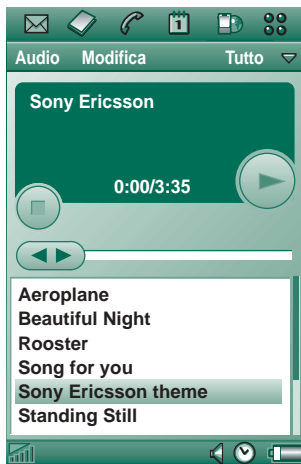 1
Audio Modifica Tutto
Sony Ericsson
0:00/3:35
Aeroplane
Beautiful Night
Rooster
Song for you
Sony Ericsson theme
Standing Still